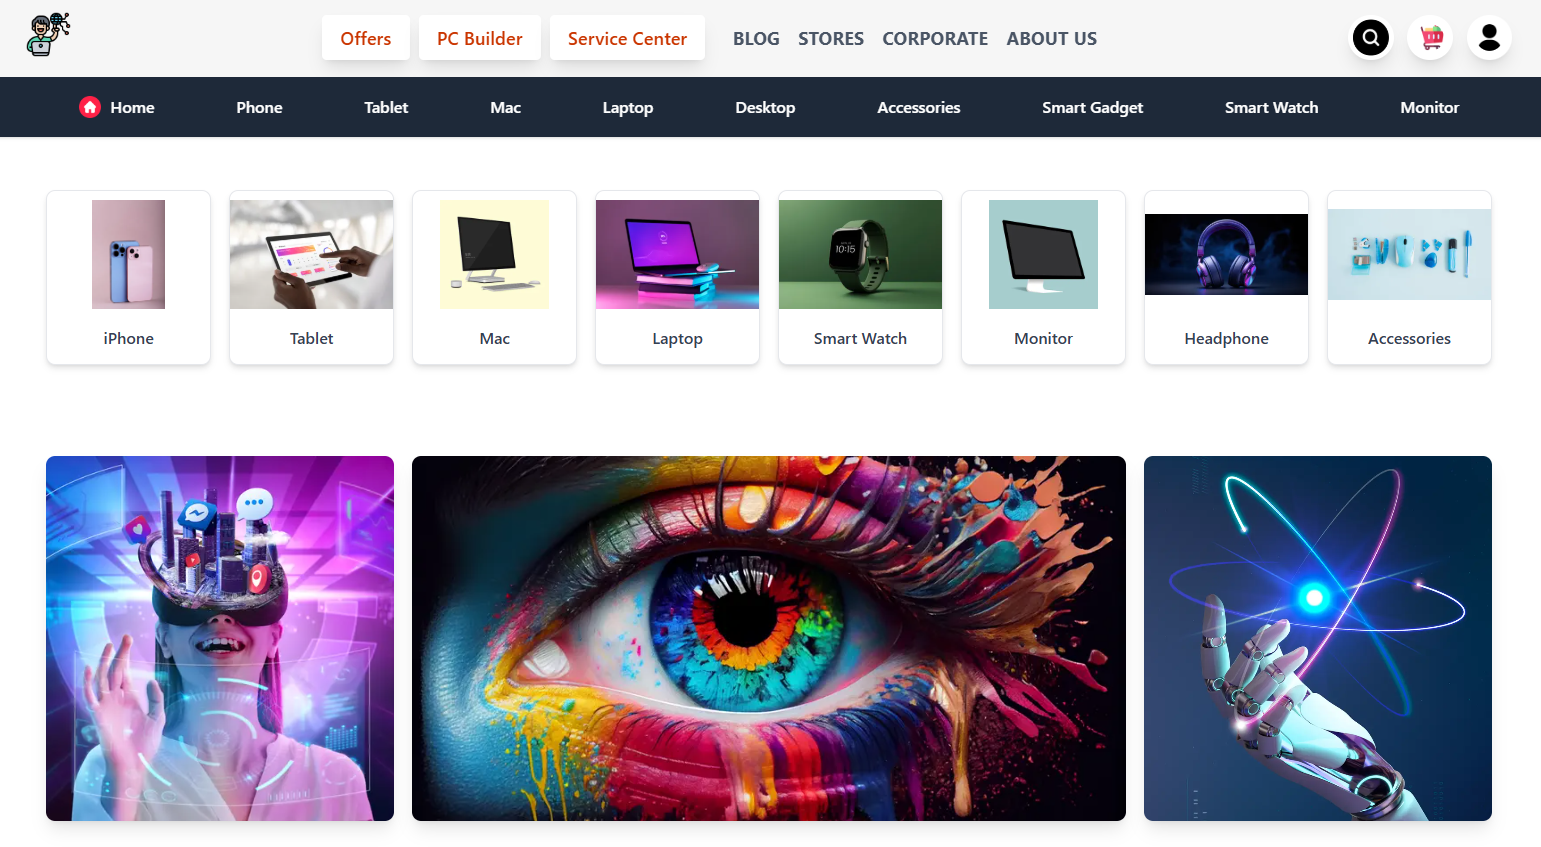 Offers PC Builder Service Center BLOG STORES CORPORATE ABOUT US
Home Phone Tablet Mac Laptop Desktop Accessories Smart Gadget Smart Watch Monitor
10:15
iPhone Tablet Mac Laptop Smart Watch Monitor Headphone Accessories